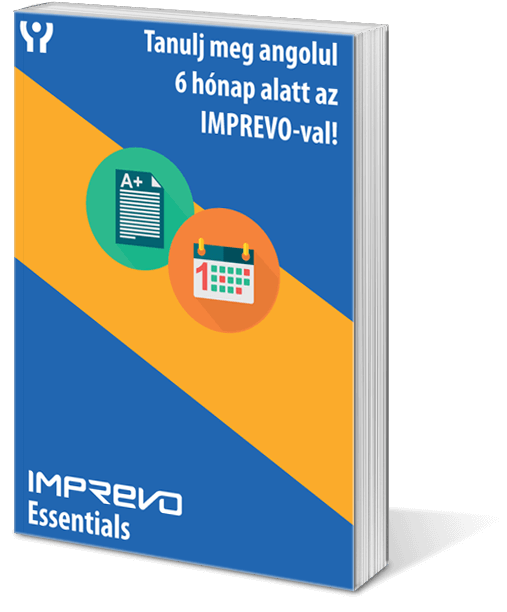 Tanulj meg angolul
6 hónap alatt az
IMPREVO-val!
A+
1
IMPREVO
Essentials